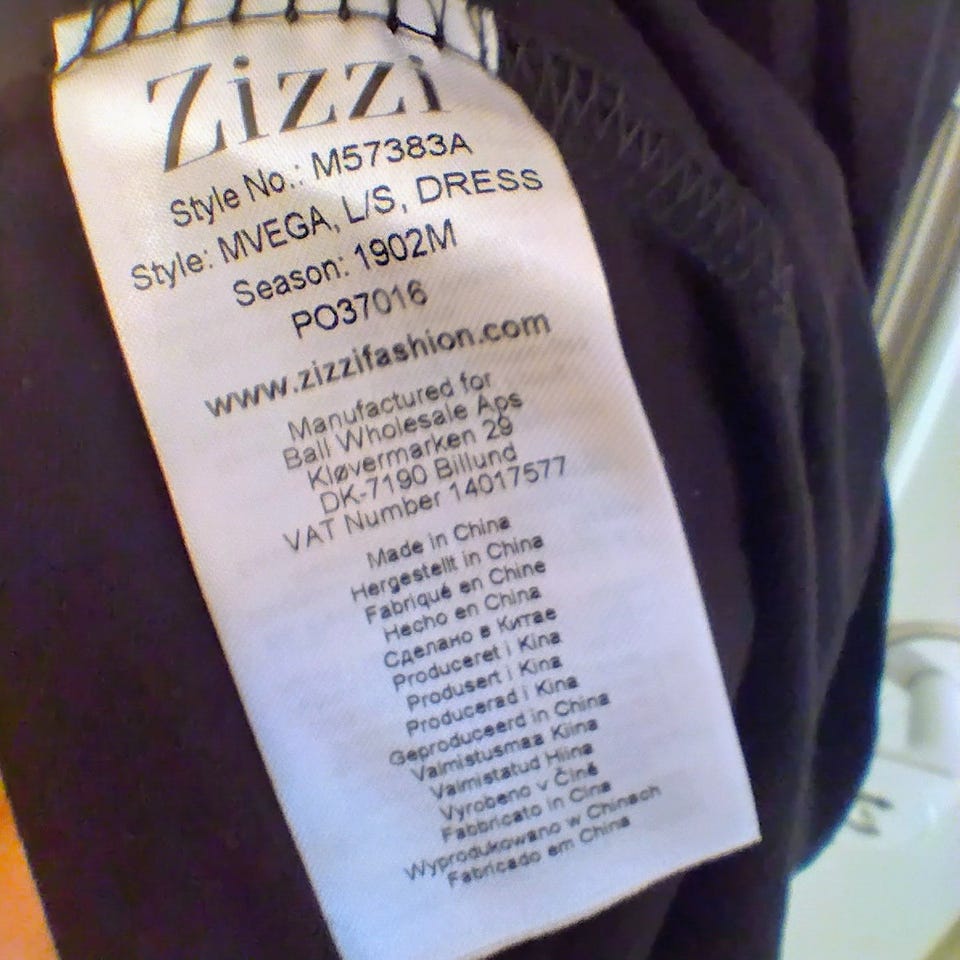 Zizzi
Style No.: M57383A
Style: MVEGA, L/S, DRESS
Season: 1902M
PO37016
www.zizzifashion.com
Manufactured for
Ball Wholesale Aps
Kløvermarken 29
DK-7190 Billund
VAT Number 14017577
Made in China
Hergestellt in China
Fabriqué en Chine
Hecho en China
Сделано в Китае
Produceret i Kina
Produsert i Kina
Producerad i Kina
Geproduceerd in China
Valmistusmaa Kiina
Valmistatud Hiina
Vyrobeno v Číně
Fabbricato in Cina
Wyprodukowano w Chinach
Fabricado em China